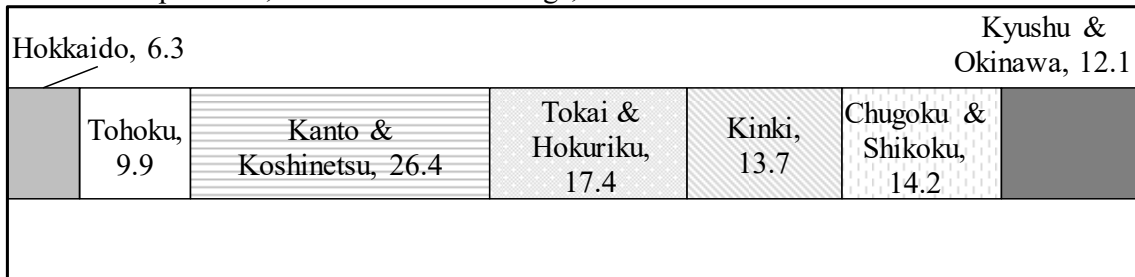 Hokkaido, 6.3
Kyushu &
Okinawa, 12.1
Tohoku,
9.9
Kanto &
Koshinetsu, 26.4
Tokai &
Hokuriku,
17.4
Kinki,
13.7
Chugoku &
Shikoku,
14.2